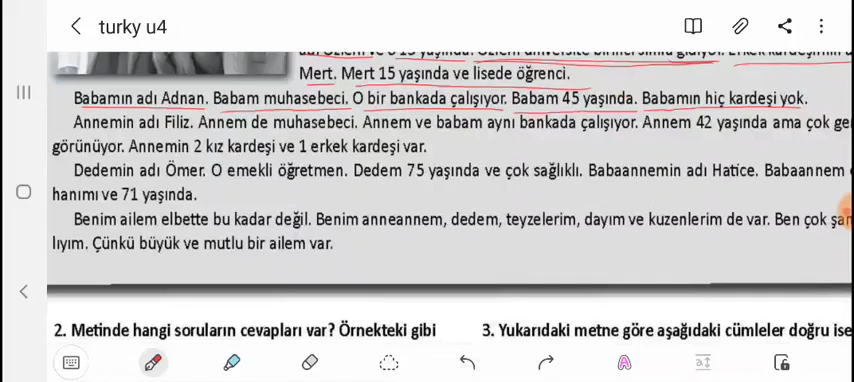 turky u4
Mert. Mert 15 yaşında ve lisede öğrenci.
Babamın adı Adnan. Babam muhasebeci. O bir bankada çalışıyor. Babam 45 yaşında. Babamın hiç kardeşi yok.
Annemin adı Filiz. Annem de muhasebeci. Annem ve babam aynı bankada çalışıyor. Annem 42 yaşında ama çok
görünüyor. Annemin 2 kız kardeşi ve 1 erkek kardeşi var.
Dedemin adı Ömer. O emekli öğretmen. Dedem 75 yaşında ve çok sağlıklı. Babaannemin adı Hatice. Babaannem
hanımı ve 71 yaşında.
Benim ailem elbette bu kadar değil. Benim anneannem, dedem, teyzelerim, dayım ve kuzenlerim de var. Ben çok
lıyım. Çünkü büyük ve mutlu bir ailem var.
2. Metinde hangi soruların cevapları var? Örnekteki gibi
3. Yukarıdaki metne göre aşağıdaki cümleler doğru ise